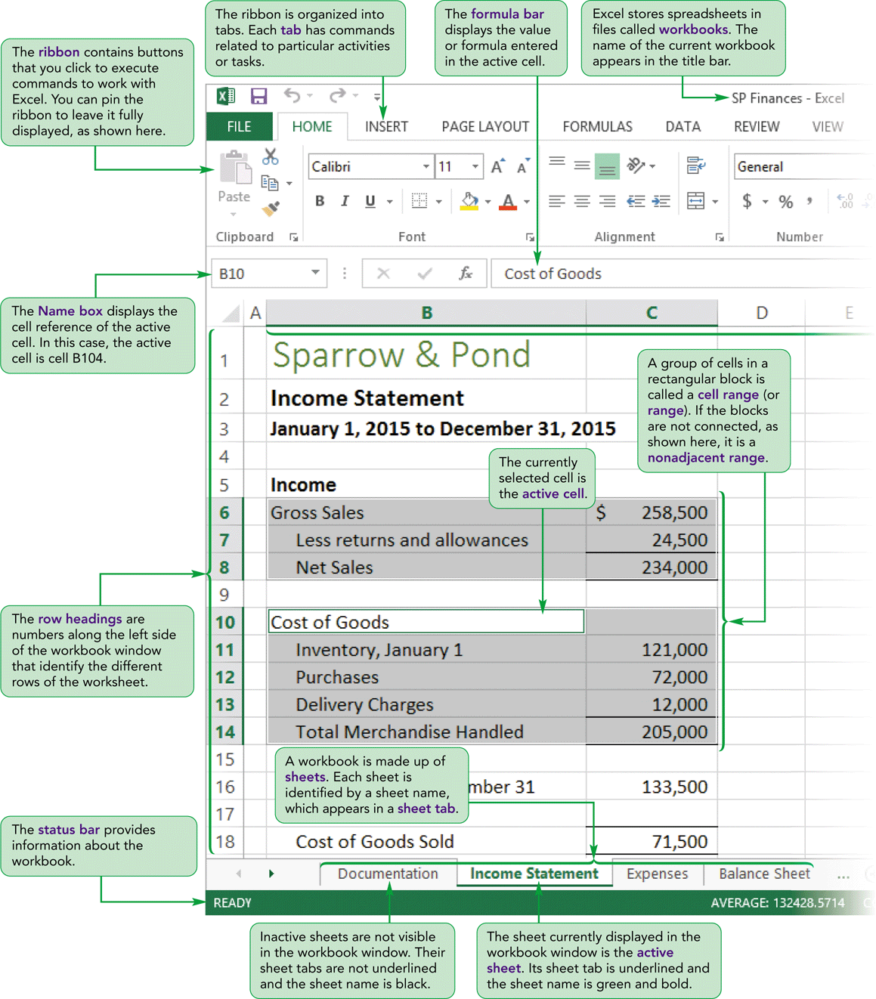 The ribbon is organized into
tabs. Each tab has commands
related to particular activities
or tasks.
The formula bar
displays the value
or formula entered
in the active cell.
Excel stores spreadsheets in
files called workbooks. The
name of the current workbook
appears in the title bar.
The ribbon contains buttons
that you click to execute
commands to work with
Excel. You can pin the
ribbon to leave it fully
displayed, as shown here.
SP Finances - Excel
FILE HOME INSERT PAGE LAYOUT FORMULAS DATA REVIEW VIEW
Calibri 11 General
Paste B I U A $ % ,
Clipboard Font Alignment Number
B10 fx Cost of Goods
The Name box displays the
cell reference of the active
cell. In this case, the active
cell is cell B104.
A B C D E
1 Sparrow & Pond
2 Income Statement
3 January 1, 2015 to December 31, 2015
4
5 Income
6 Gross Sales $ 258,500
7 Less returns and allowances 24,500
8 Net Sales 234,000
9
10 Cost of Goods
11 Inventory, January 1 121,000
12 Purchases 72,000
13 Delivery Charges 12,000
14 Total Merchandise Handled 205,000
15
16 mber 31 133,500
17
18 Cost of Goods Sold 71,500
A group of cells in a
rectangular block is
called a cell range (or
range). If the blocks
are not connected, as
shown here, it is a
nonadjacent range.
The currently
selected cell is
the active cell.
The row headings are
numbers along the left side
of the workbook window
that identify the different
rows of the worksheet.
A workbook is made up of
sheets. Each sheet is
identified by a sheet name,
which appears in a sheet tab.
The status bar provides
information about the
workbook.
Documentation Income Statement Expenses Balance Sheet ...
READY AVERAGE: 132428.5714
Inactive sheets are not visible
in the workbook window. Their
sheet tabs are not underlined
and the sheet name is black.
The sheet currently displayed in the
workbook window is the active
sheet. Its sheet tab is underlined and
the sheet name is green and bold.